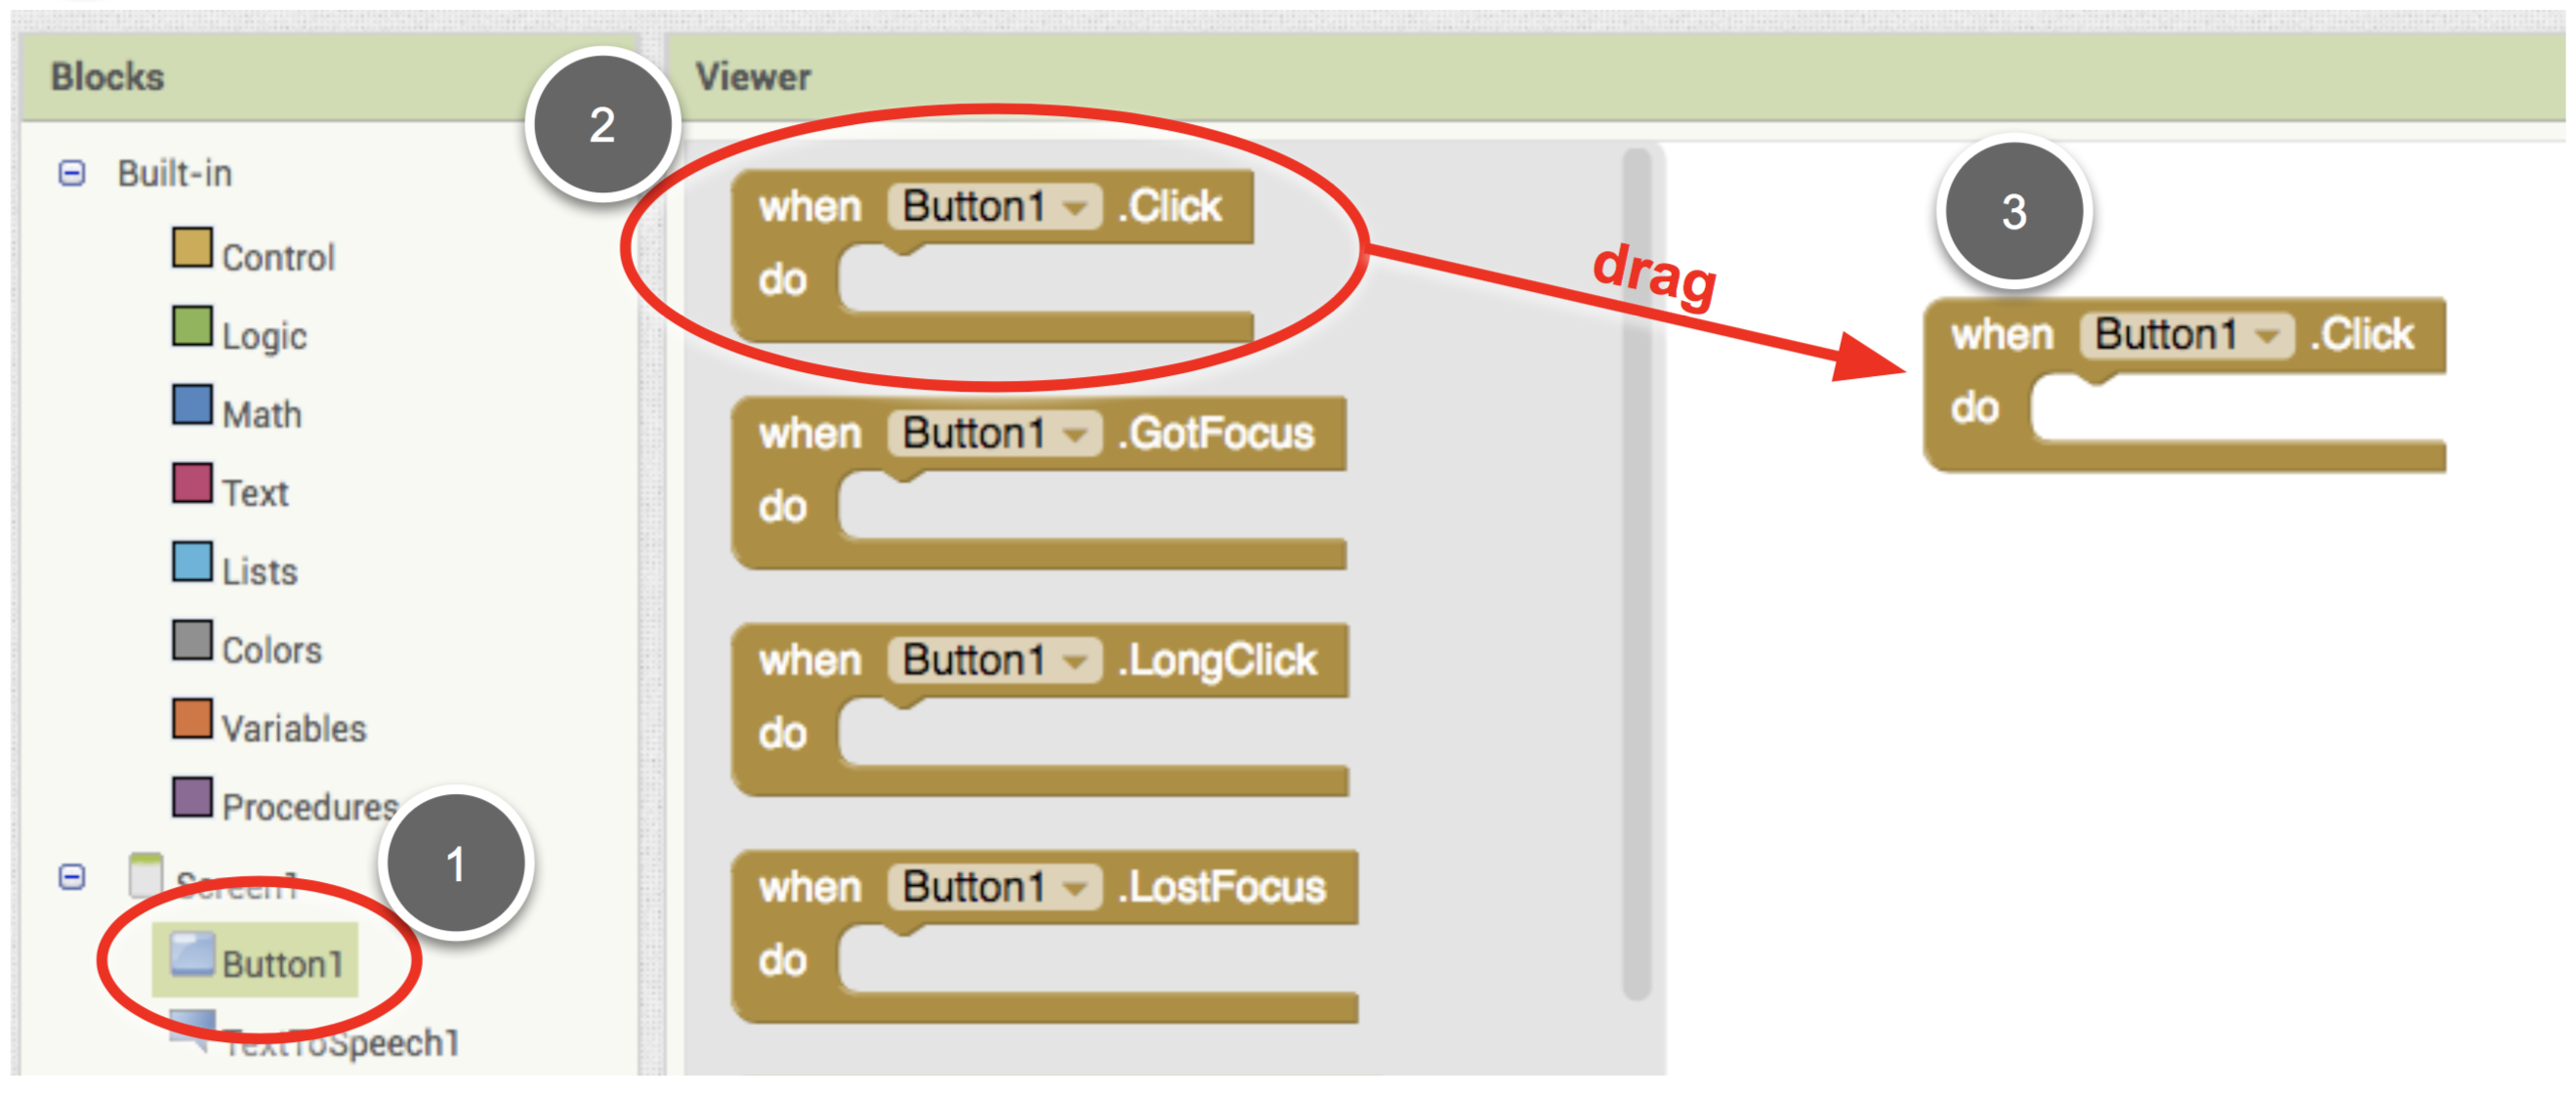 Blocks
Built-in
Control
Logic
Math
Text
Lists
Colors
Variables
Procedures
Screen1
Button1
TextToSpeech1
1
2
Viewer
when Button1 .Click
do
when Button1 .GotFocus
do
when Button1 .LongClick
do
when Button1 .LostFocus
do
drag
3
when Button1 .Click
do